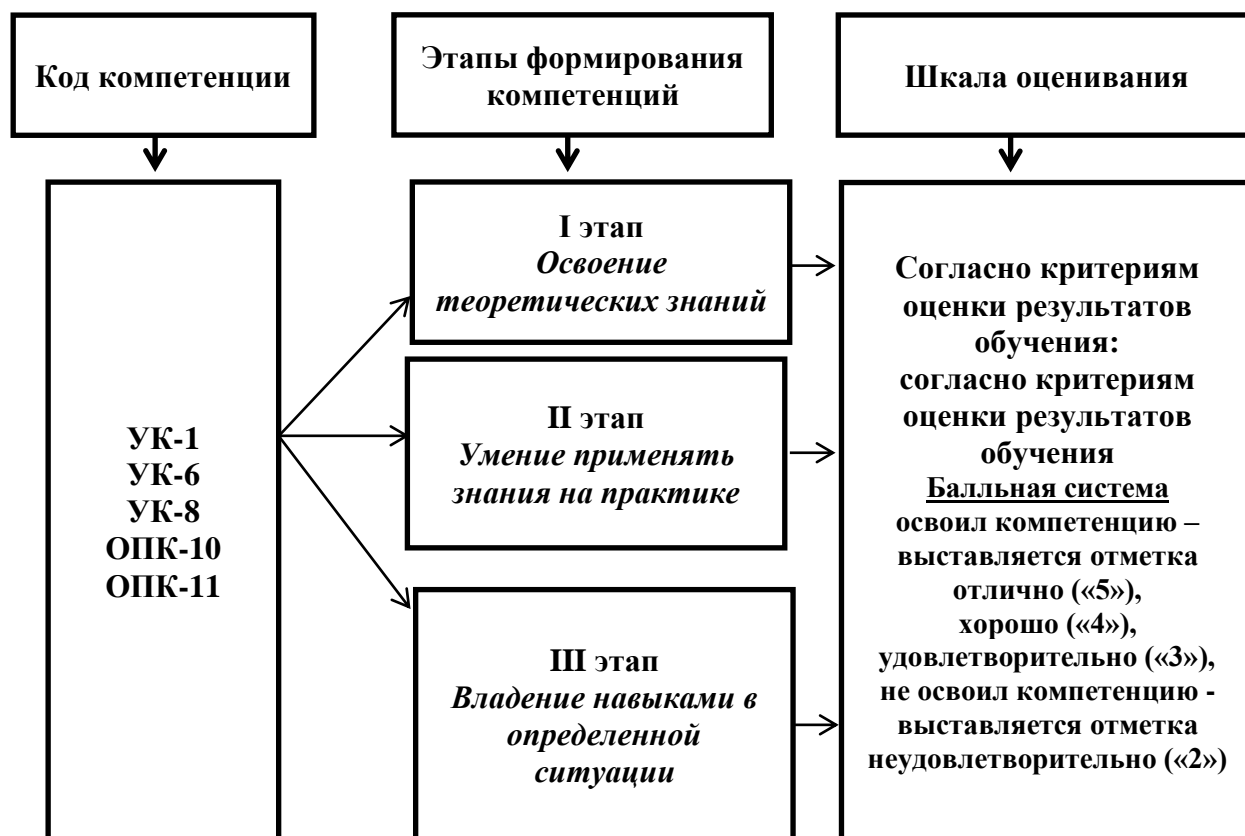 Код компетенции
Этапы формирования
компетенций
Шкала оценивания
УК-1
УК-6
УК-8
ОПК-10
ОПК-11
I этап
Освоение
теоретических знаний
II этап
Умение применять
знания на практике
III этап
Владение навыками в
определенной
ситуации
Согласно критериям
оценки результатов
обучения:
согласно критериям
оценки результатов
обучения
Балльная система
освоил компетенцию –
выставляется отметка
отлично («5»),
хорошо («4»),
удовлетворительно («3»),
не освоил компетенцию -
выставляется отметка
неудовлетворительно («2»)